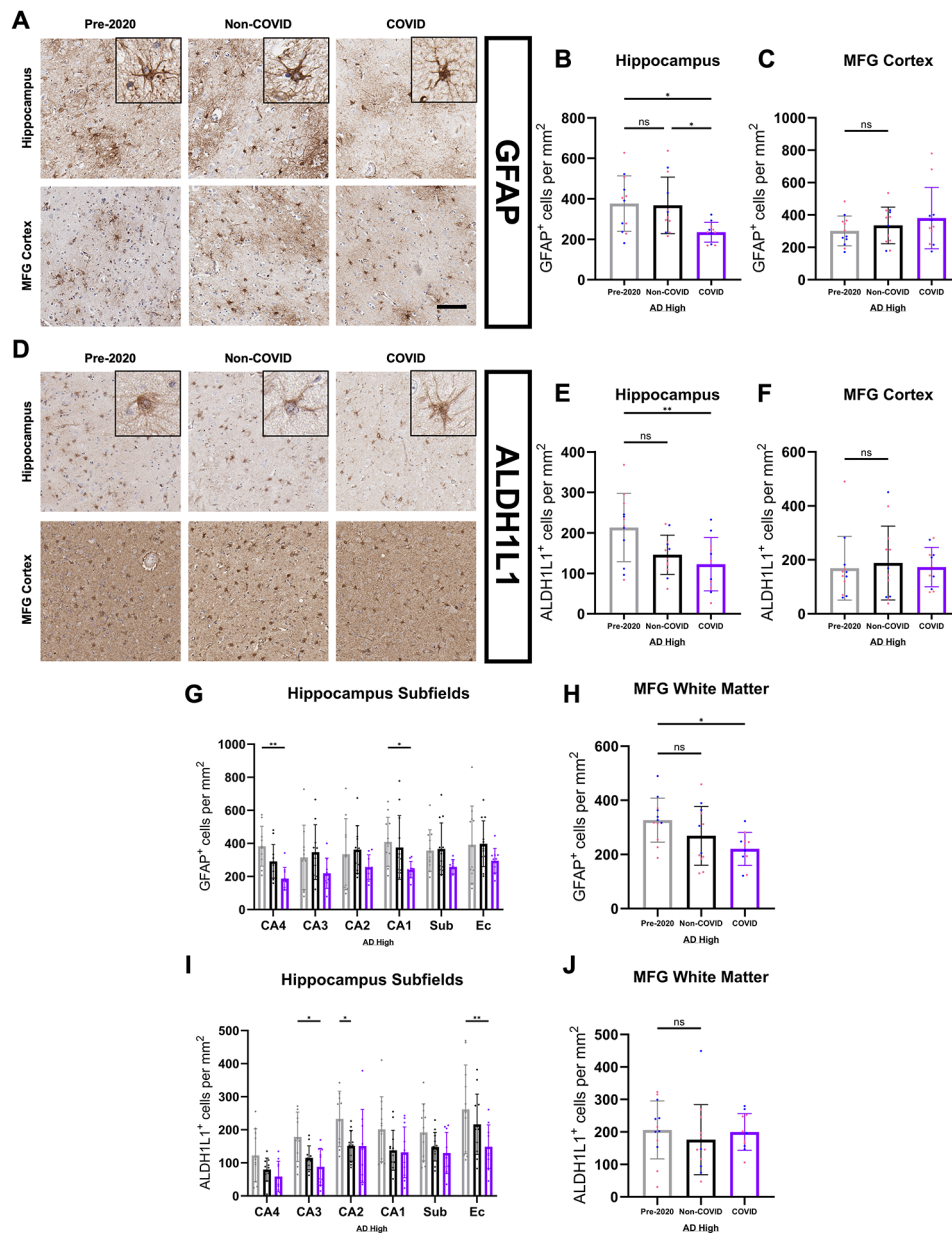 A
Pre-2020
Non-COVID
COVID
Hippocampus
MFG Cortex
GFAP
B
Hippocampus
GFAP+ cells per mm2
800
600
400
200
0
*
ns
*
Pre-2020
Non-COVID
COVID
AD High
C
MFG Cortex
GFAP+ cells per mm2
1000
800
600
400
200
0
ns
Pre-2020
Non-COVID
COVID
AD High
D
Pre-2020
Non-COVID
COVID
Hippocampus
MFG Cortex
ALDH1L1
E
Hippocampus
ALDH1L1+ cells per mm2
400
300
200
100
0
**
ns
Pre-2020
Non-COVID
COVID
AD High
F
MFG Cortex
ALDH1L1+ cells per mm2
600
400
200
0
ns
Pre-2020
Non-COVID
COVID
AD High
G
Hippocampus Subfields
GFAP+ cells per mm2
1000
800
600
400
200
0
**
*
CA4
CA3
CA2
CA1
Sub
Ec
AD High
H
MFG White Matter
GFAP+ cells per mm2
600
400
200
0
*
ns
Pre-2020
Non-COVID
COVID
AD High
I
Hippocampus Subfields
ALDH1L1+ cells per mm2
500
400
300
200
100
0
*
*
**
CA4
CA3
CA2
CA1
Sub
Ec
AD High
J
MFG White Matter
ALDH1L1+ cells per mm2
500
400
300
200
100
0
ns
Pre-2020
Non-COVID
COVID
AD High